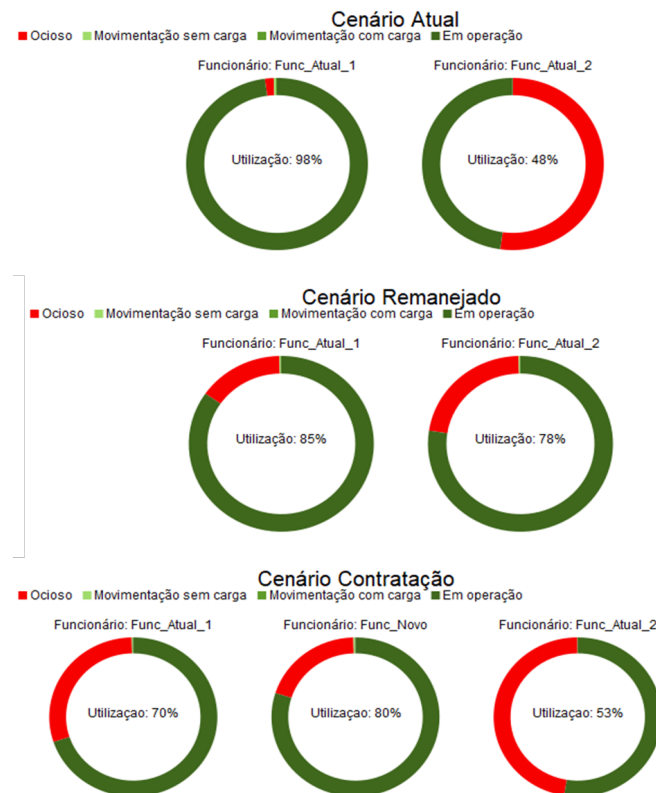 Cenário Atual
Ocioso Movimentação sem carga Movimentação com carga Em operação
Funcionário: Func_Atual_1 Funcionário: Func_Atual_2
Utilização: 98% Utilização: 48%
Cenário Remanejado
Ocioso Movimentação sem carga Movimentação com carga Em operação
Funcionário: Func_Atual_1 Funcionário: Func_Atual_2
Utilização: 85% Utilização: 78%
Cenário Contratação
Ocioso Movimentação sem carga Movimentação com carga Em operação
Funcionário: Func_Atual_1 Funcionário: Func_Novo Funcionário: Func_Atual_2
Utilizaçao: 70% Utilizaçao: 80% Utilizaçao: 53%